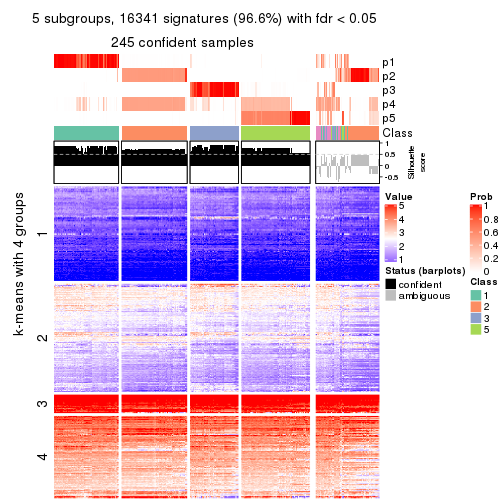 5 subgroups, 16341 signatures (96.6%) with fdr < 0.05
245 confident samples
p1
p2
p3
p4
p5
Class
1
0.5
0
-0.5
Silhouette
score
k-means with 4 groups
1
2
3
4
Value
5
4
3
2
1
Status (barplots)
confident
ambiguous
Prob
1
0.8
0.6
0.4
0.2
0
Class
1
2
3
5